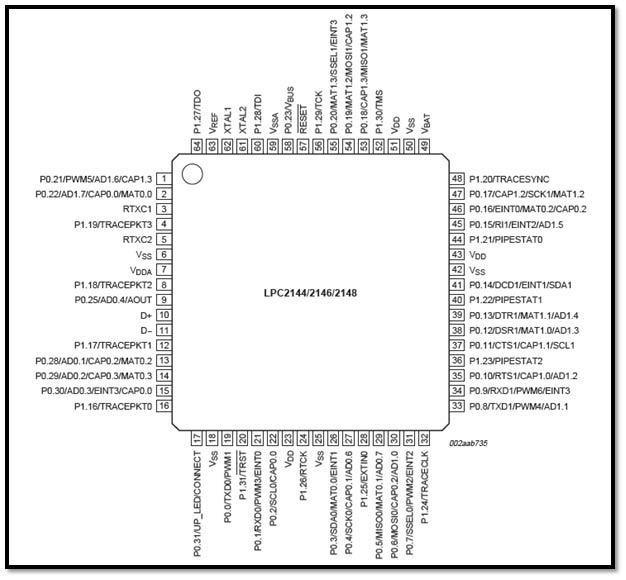 P1.27/TDO
VREF
XTAL1
XTAL2
P1.28/TDI
VSSA
P0.23/VBUS
RESET
P1.29/TCK
P0.20/MAT1.3/SSEL1/EINT3
P0.19/MAT1.2/MOSI1/CAP1.2
P0.18/CAP1.3/MISO1/MAT1.3
P1.30/TMS
VDD
VSS
VBAT
64 63 62 61 60 59 58 57 56 55 54 53 52 51 50 49
P0.21/PWM5/AD1.6/CAP1.3 1
P0.22/AD1.7/CAP0.0/MAT0.0 2
RTXC1 3
P1.19/TRACEPKT3 4
RTXC2 5
VSS 6
VDDA 7
P1.18/TRACEPKT2 8
P0.25/AD0.4/AOUT 9
D+ 10
D− 11
P1.17/TRACEPKT1 12
P0.28/AD0.1/CAP0.2/MAT0.2 13
P0.29/AD0.2/CAP0.3/MAT0.3 14
P0.30/AD0.3/EINT3/CAP0.0 15
P1.16/TRACEPKT0 16
LPC2144/2146/2148
48 P1.20/TRACESYNC
47 P0.17/CAP1.2/SCK1/MAT1.2
46 P0.16/EINT0/MAT0.2/CAP0.2
45 P0.15/RI1/EINT2/AD1.5
44 P1.21/PIPESTAT0
43 VDD
42 VSS
41 P0.14/DCD1/EINT1/SDA1
40 P1.22/PIPESTAT1
39 P0.13/DTR1/MAT1.1/AD1.4
38 P0.12/DSR1/MAT1.0/AD1.3
37 P0.11/CTS1/CAP1.1/SCL1
36 P1.23/PIPESTAT2
35 P0.10/RTS1/CAP1.0/AD1.2
34 P0.9/RXD1/PWM6/EINT3
33 P0.8/TXD1/PWM4/AD1.1
17 18 19 20 21 22 23 24 25 26 27 28 29 30 31 32
P0.31/UP_LED/CONNECT
VSS
P0.0/TXD0/PWM1
P1.31/TRST
P0.1/RXD0/PWM3/EINT0
P0.2/SCL0/CAP0.0
VDD
P1.26/RTCK
VSS
P0.3/SDA0/MAT0.0/EINT1
P0.4/SCK0/CAP0.1/AD0.6
P1.25/EXTIN0
P0.5/MISO0/MAT0.1/AD0.7
P0.6/MOSI0/CAP0.2/AD1.0
P0.7/SSEL0/PWM2/EINT2
P1.24/TRACECLK
002aab735